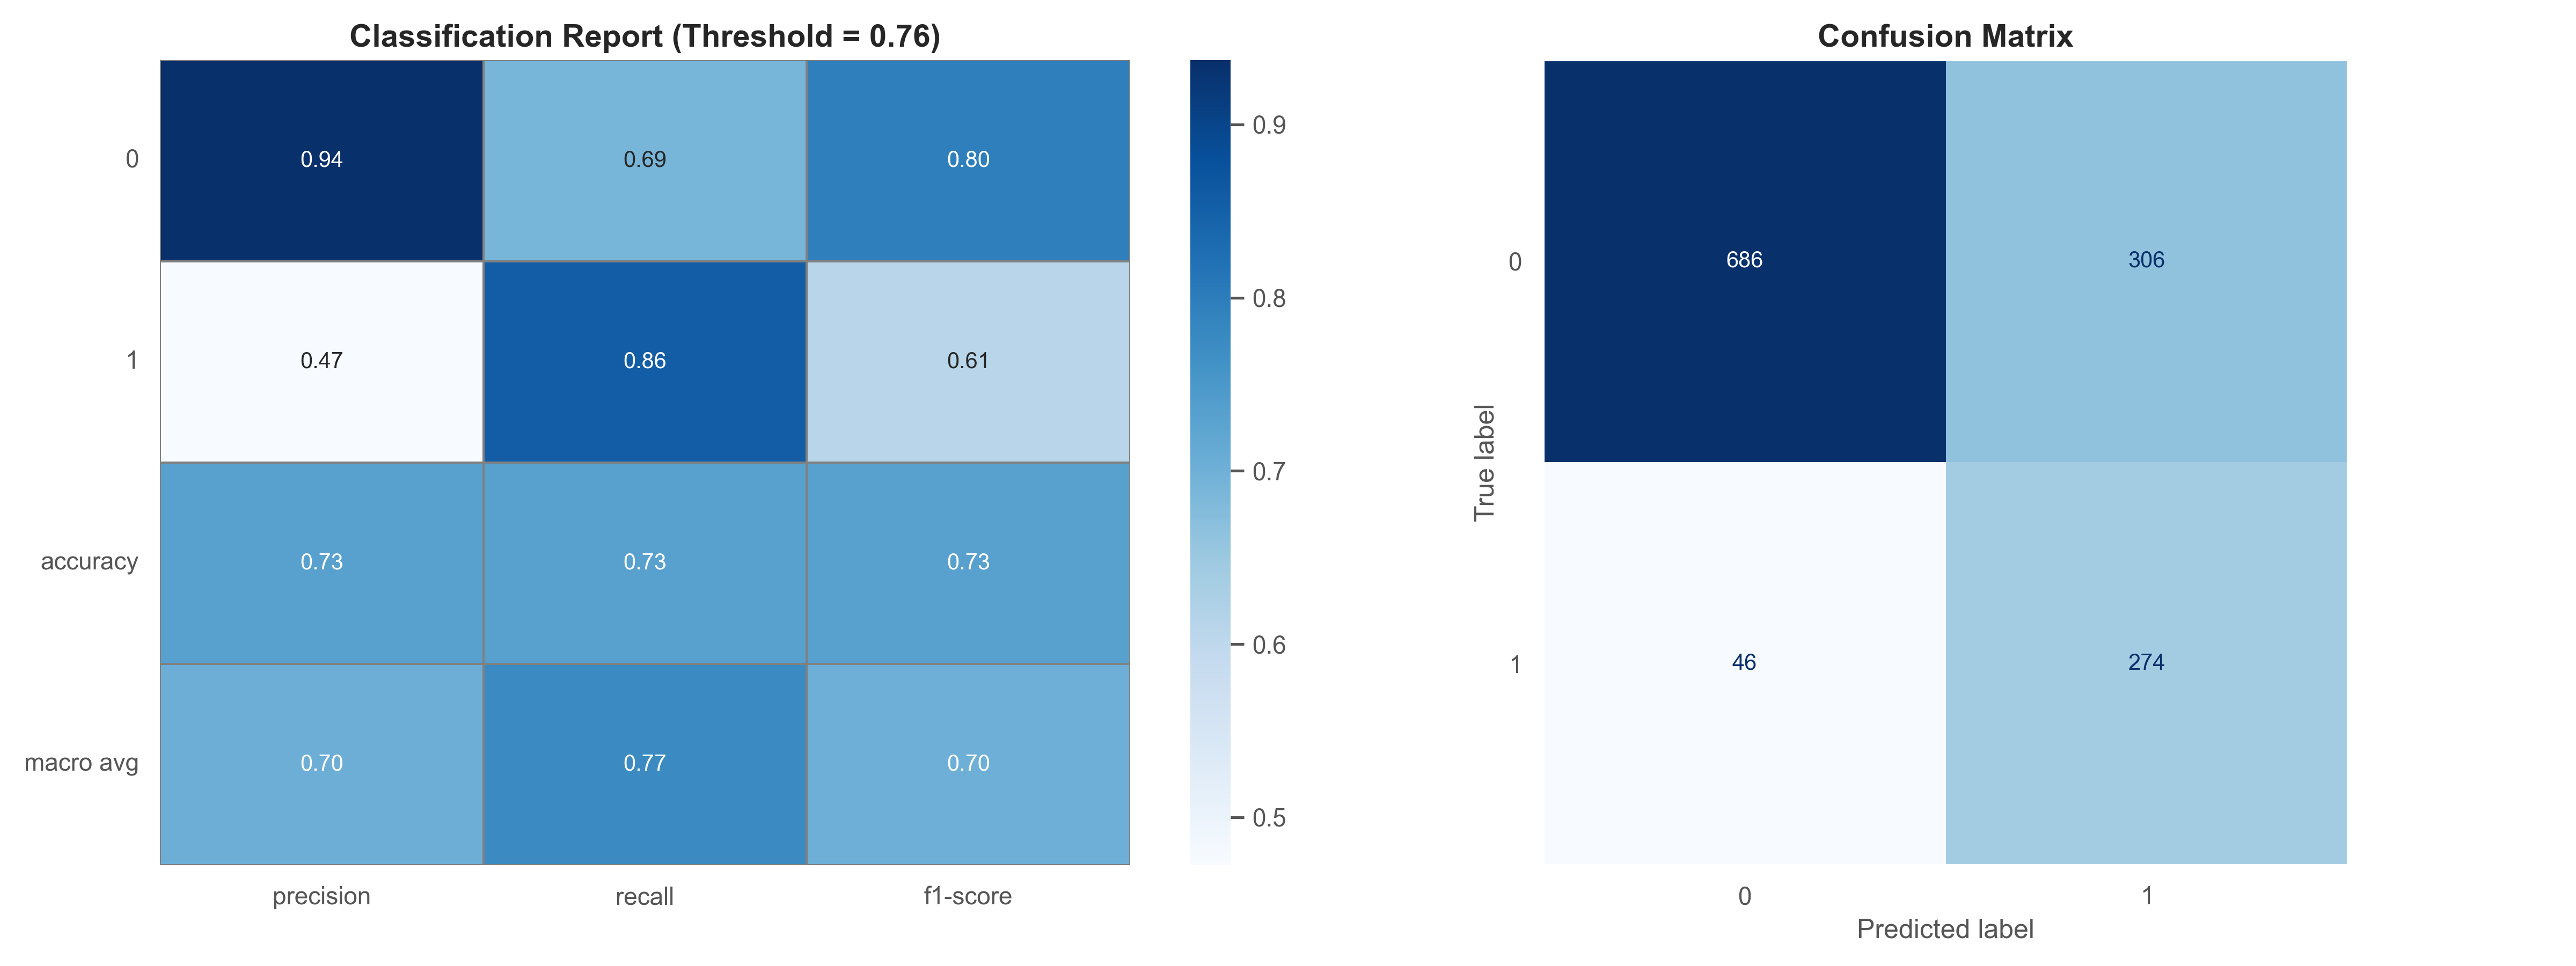 Classification Report (Threshold = 0.76)
0 0.94 0.69 0.80
1 0.47 0.86 0.61
accuracy 0.73 0.73 0.73
macro avg 0.70 0.77 0.70
precision recall f1-score
0.9
0.8
0.7
0.6
0.5
Confusion Matrix
True label
0 686 306
1 46 274
0 1
Predicted label